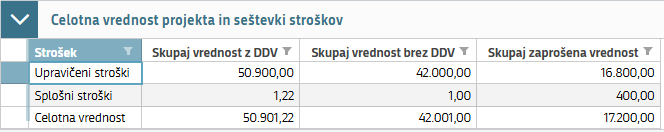 Celotna vrednost projekta in seštevki stroškov
Strošek Skupaj vrednost z DDV Skupaj vrednost brez DDV Skupaj zaprošena vrednost
Upravičeni stroški 50.900,00 42.000,00 16.800,00
Splošni stroški 1,22 1,00 400,00
Celotna vrednost 50.901,22 42.001,00 17.200,00